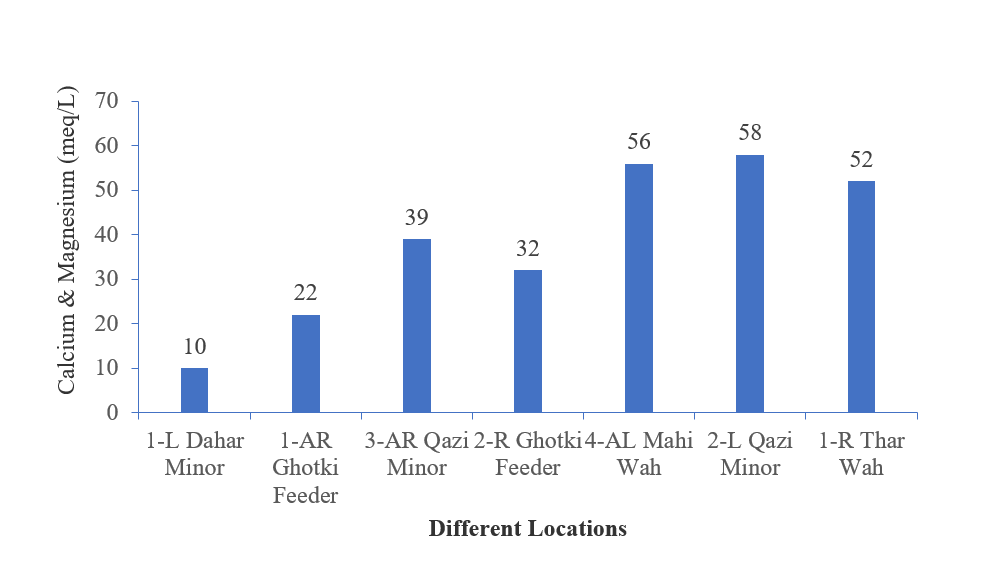 Calcium & Magnesium (meq/L)
70
60
50
40
30
20
10
0
10
22
39
32
56
58
52
1-L Dahar
Minor
1-AR
Ghotki
Feeder
3-AR Qazi
Minor
2-R Ghotki
Feeder
4-AL Mahi
Wah
2-L Qazi
Minor
1-R Thar
Wah
Different Locations